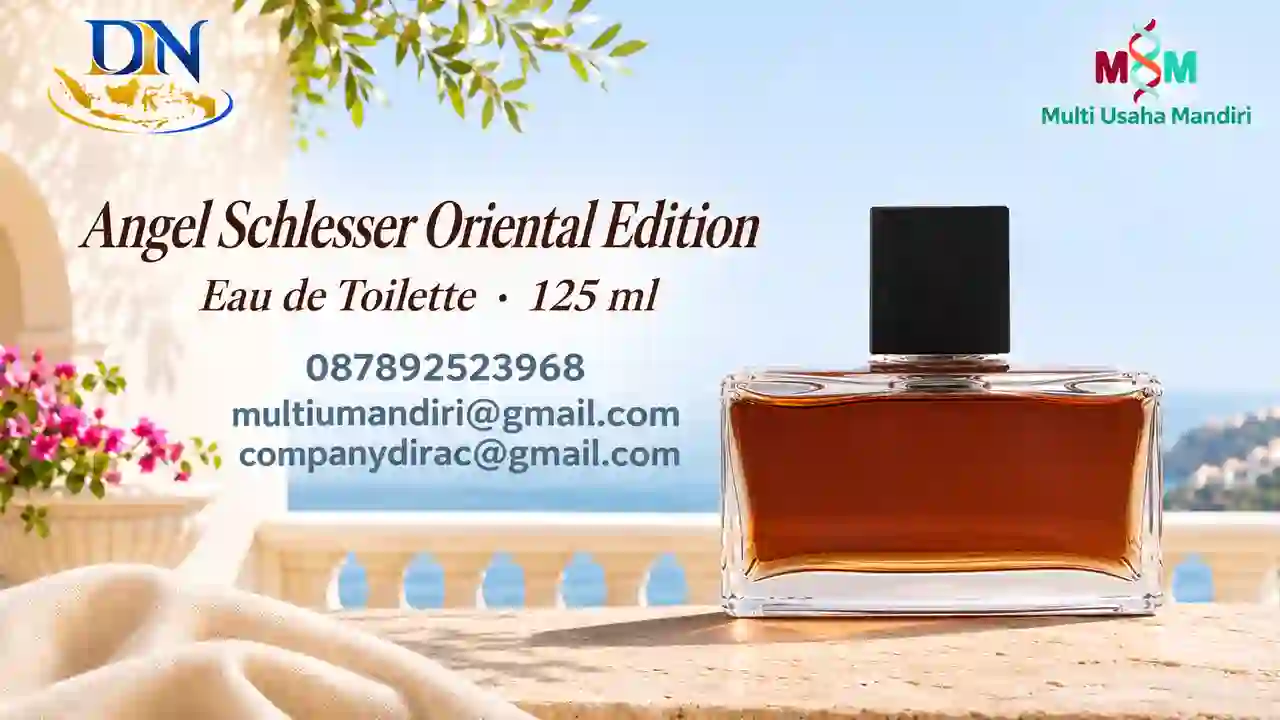 DN
MSM
Multi Usaha Mandiri
Angel Schlesser Oriental Edition
Eau de Toilette · 125 ml
087892523968
multiumandiri@gmail.com
companydirac@gmail.com